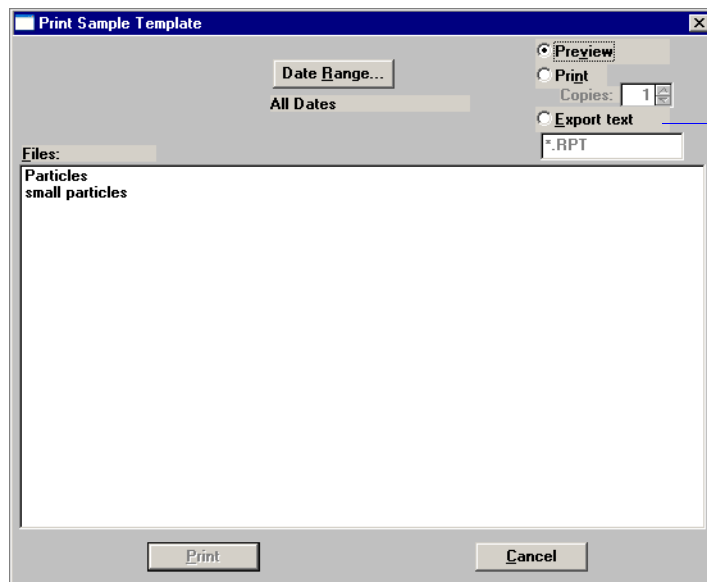 Print Sample Template
Preview
Date Range...
Print
All Dates
Copies: 1
Export text
*.RPT
Files:
Particles
small particles
Print
Cancel